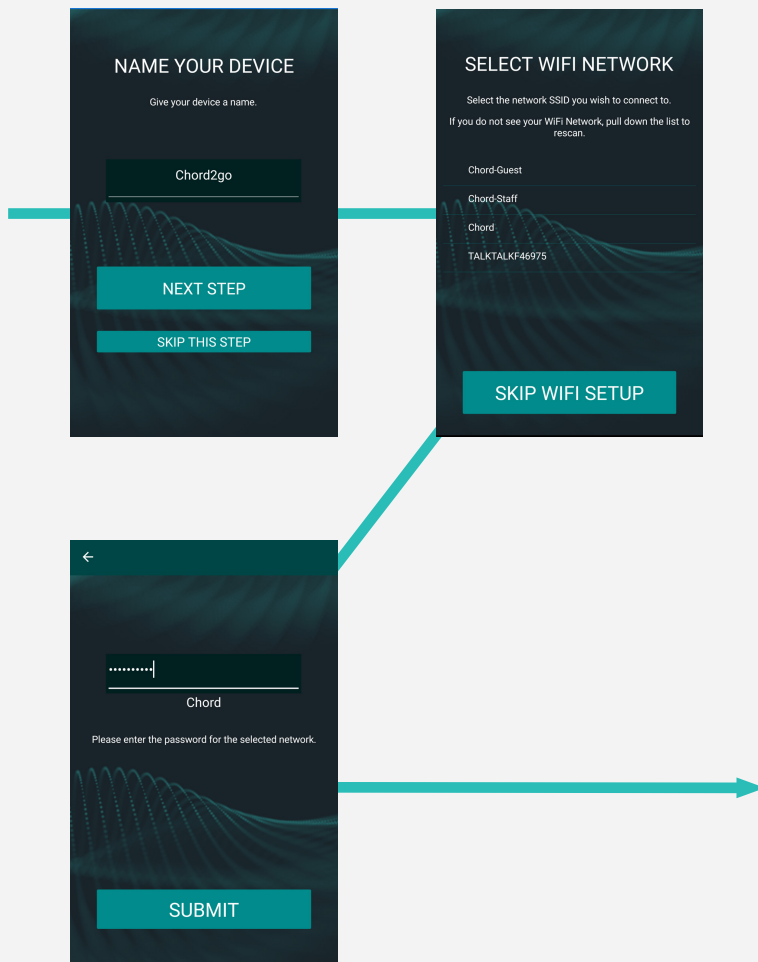 NAME YOUR DEVICE
Give your device a name.
Chord2go
NEXT STEP
SKIP THIS STEP
SELECT WIFI NETWORK
Select the network SSID you wish to connect to.
If you do not see your WiFi Network, pull down the list to
rescan.
Chord-Guest
Chord-Staff
Chord
TALKTALKF46975
SKIP WIFI SETUP
••••••••••
Chord
Please enter the password for the selected network.
SUBMIT